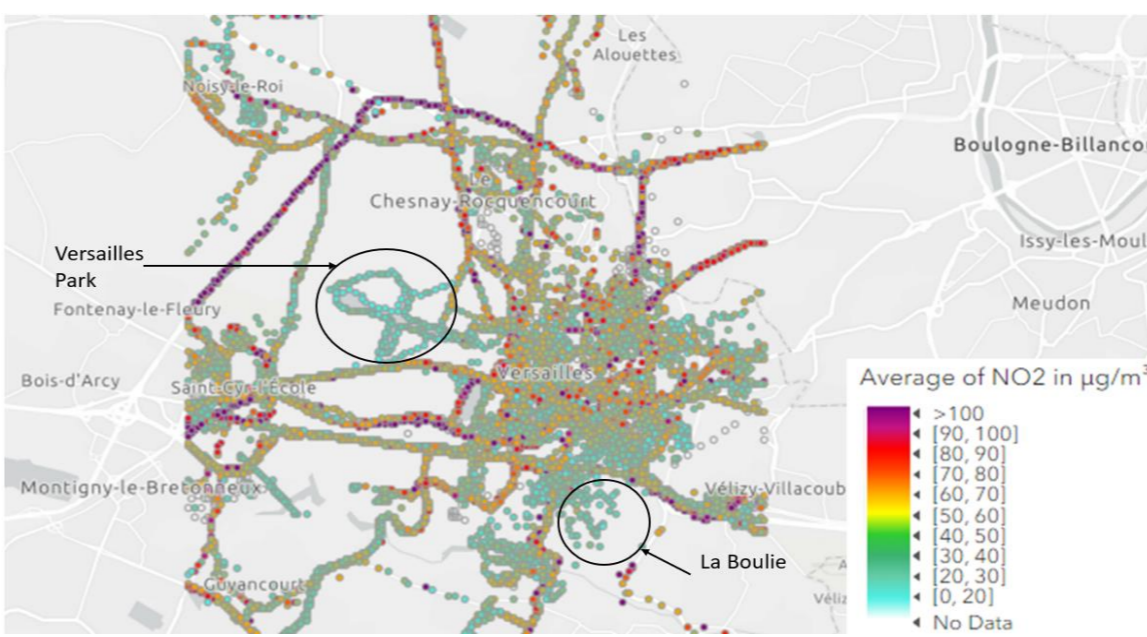 Les
Alouettes
Noisy-le-Roi
Boulogne-Billanco
Le
Chesnay-Rocquencourt
Issy-les-Moul
Versailles
Park
Fontenay-le-Fleury
Meudon
Bois-d'Arcy
Saint-Cyr-l'École
Versailles
Montigny-le-Bretonneux
Vélizy-Villacoub
La Boulie
Guyancourt
Véliz
Average of NO2 in µg/m³
>100
[90, 100]
[80, 90]
[70, 80]
[60, 70]
[50, 60]
[40, 50]
[30, 40]
[20, 30]
[0, 20]
No Data